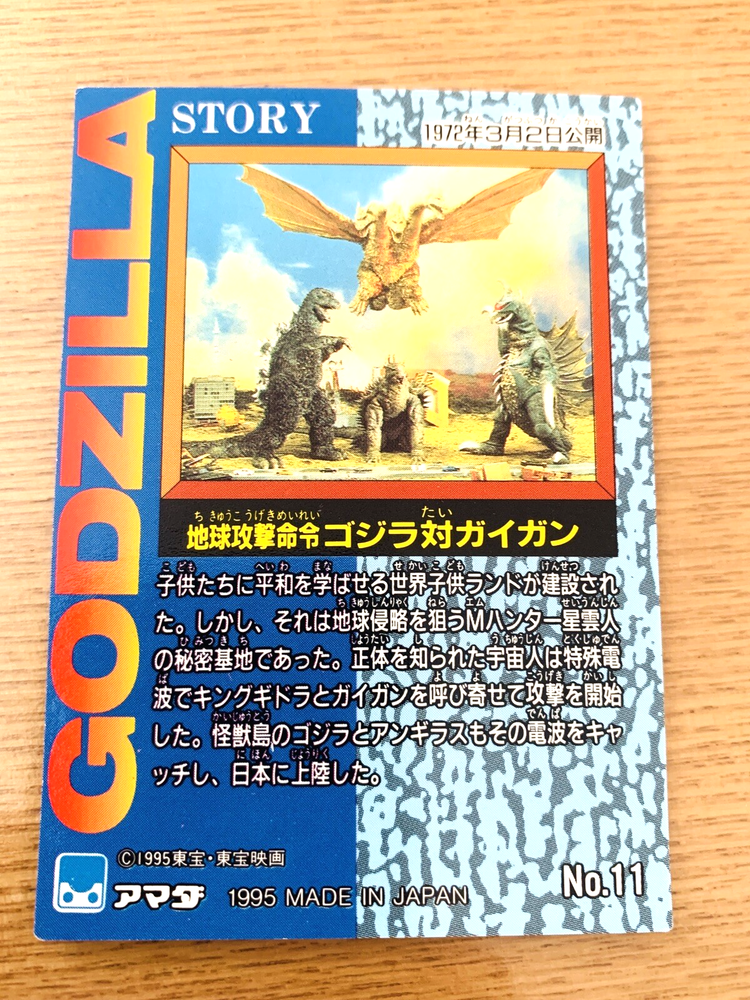 GODZILLA
STORY
1972年3月2日公開
地球攻撃命令ゴジラ対ガイガン
子供たちに平和を学ばせる世界子供ランドが建設され
た。しかし、それは地球侵略を狙うMハンター星雲人
の秘密基地であった。正体を知られた宇宙人は特殊電
波でキングギドラとガイガンを呼び寄せて攻撃を開始
した。怪獣島のゴジラとアンギラスもその電波をキャ
ッチし、日本に上陸した。
©1995東宝・東宝映画
アマダ 1995 MADE IN JAPAN
No.11